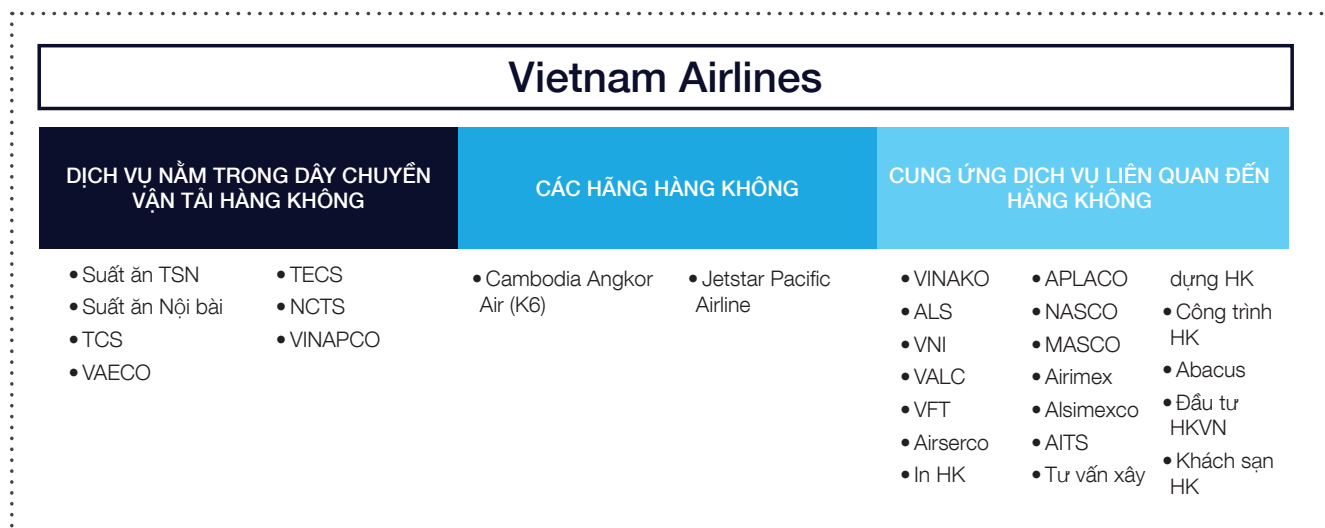 Vietnam Airlines
DỊCH VỤ NẰM TRONG DÂY CHUYỀN
VẬN TẢI HÀNG KHÔNG
• Suất ăn TSN
• Suất ăn Nội bài
• TCS
• VAECO
• TECS
• NCTS
• VINAPCO
CÁC HÃNG HÀNG KHÔNG
• Cambodia Angkor
Air (K6)
• Jetstar Pacific
Airline
CUNG ỨNG DỊCH VỤ LIÊN QUAN ĐẾN
HÀNG KHÔNG
• VINAKO
• ALS
• VNI
• VALC
• VFT
• Airserco
• In HK
• APLACO
• NASCO
• MASCO
• Airimex
• Alsimexco
• AITS
• Tư vấn xây
dựng HK
• Công trình
HK
• Abacus
• Đầu tư
HKVN
• Khách sạn
HK